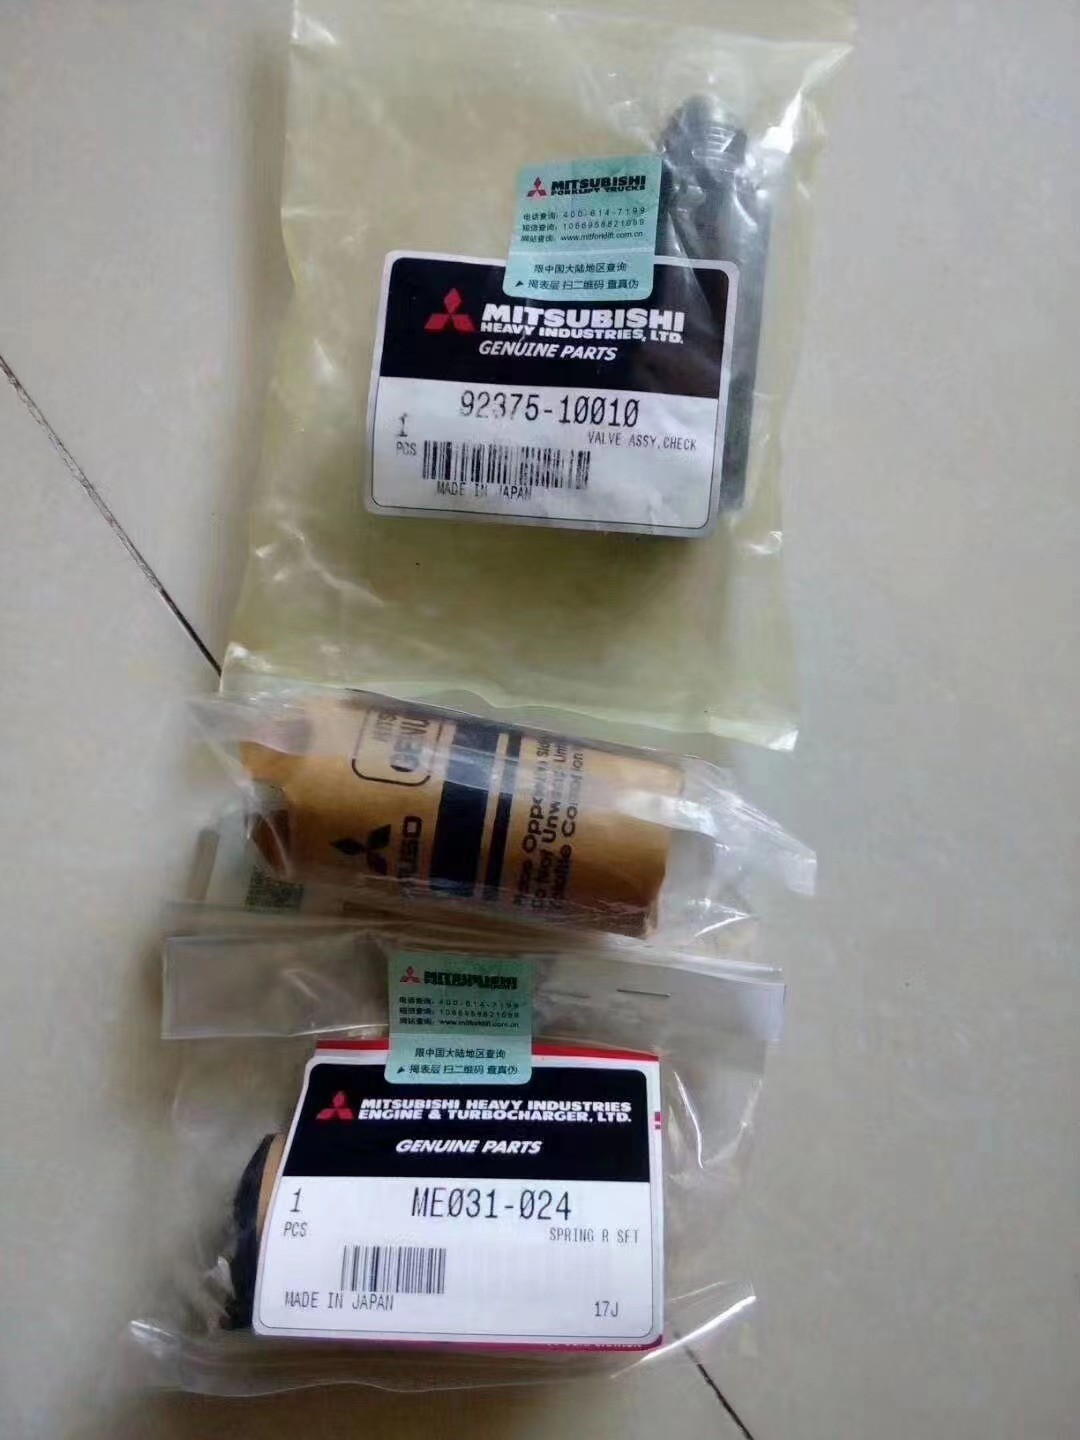 MITSUBISHI
FORKLIFT TRUCKS
电话查询: 400-614-7199
短信查询: 1066958821699
网站查询: www.mitforklift.com.cn
限中国大陆地区查询
揭表层 扫二维码 查真伪
MITSUBISHI
HEAVY INDUSTRIES, LTD.
GENUINE PARTS
92375-10010
1
VALVE ASSY,CHECK
PCS
MADE IN JAPAN
Do Not Unwrap
MITSUBISHI
电话查询: 400-614-7199
短信查询:
网站查询: www.mitforklift.com.cn
限中国大陆地区查询
揭表层 扫二维码 查真伪
MITSUBISHI HEAVY INDUSTRIES
ENGINE & TURBOCHARGER, LTD.
GENUINE PARTS
1
ME031-024
PCS
SPRING R SET
MADE IN JAPAN
17J